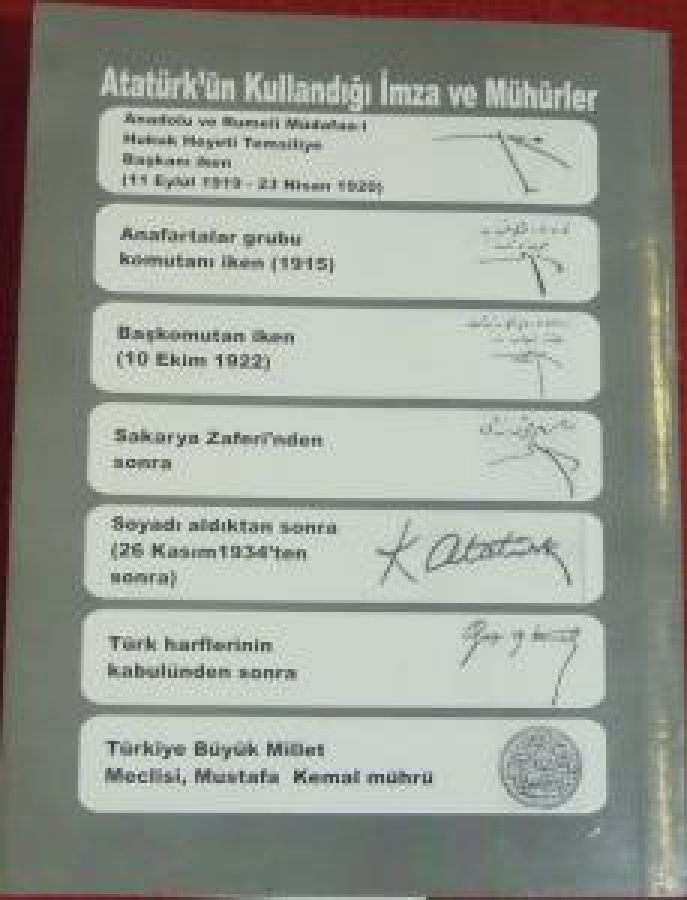 Atatürk'ün Kullandığı İmza ve Mühürler
Anadolu ve Rumeli Müdafaa-i
Hukuk Heyeti Temsiliye
Başkanı iken
(11 Eylül 1919 - 23 Nisan 1920)
Anafartalar grubu
komutanı iken (1915)
Başkomutan iken
(10 Ekim 1922)
Sakarya Zaferi'nden
sonra
Soyadı aldıktan sonra
(26 Kasım1934'ten
sonra)
K Atatürk
Türk harflerinin
kabulünden sonra
Türkiye Büyük Millet
Meclisi, Mustafa Kemal mührü